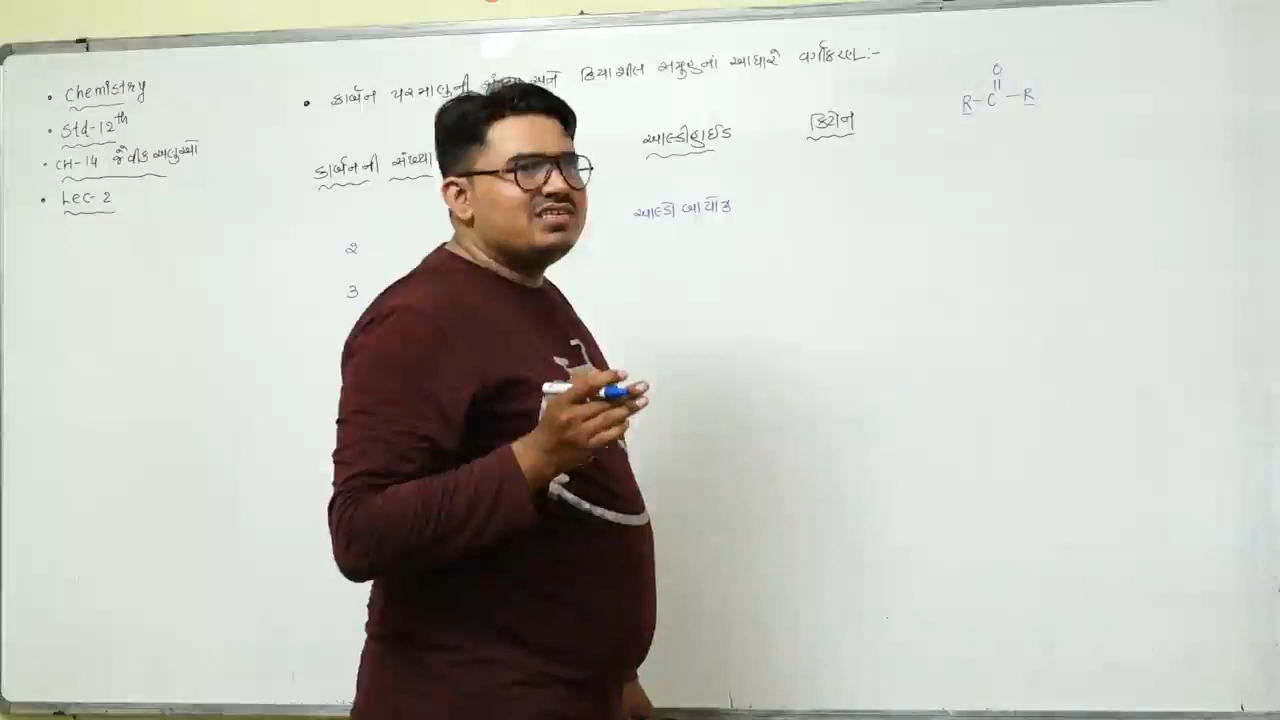 • Chemistry
• Std-12th
• CH-14 જૈવીક અણુઓ
• Lec-2
• કાર્બન પરમાણુની સંખ્યા અને ક્રિયાશીલ સમુહનાં આધારે વર્ગીકરણ:-
કાર્બનની સંખ્યા આલ્ડીહાઈડ કિટોન
આલ્ડો બાયોઝ
2
3
O
||
R-C-R